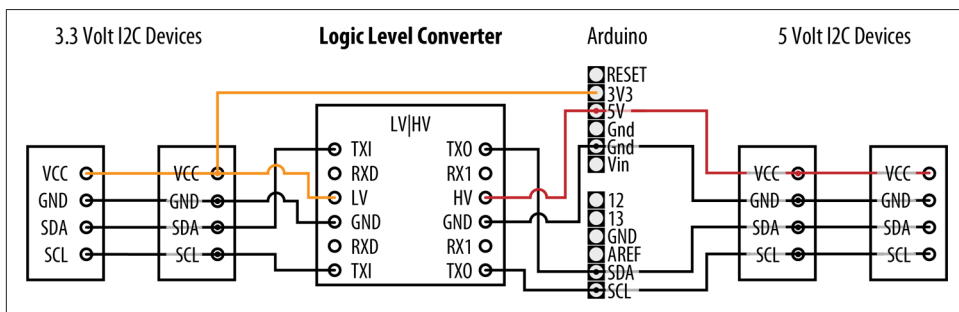 3.3 Volt I2C Devices
Logic Level Converter
Arduino
5 Volt I2C Devices
VCC
GND
SDA
SCL
VCC
GND
SDA
SCL
LV|HV
TXI
RXD
LV
GND
RXD
TXI
TXO
RX1
HV
GND
RX1
TXO
RESET
3V3
5V
Gnd
Gnd
Vin
12
13
GND
AREF
SDA
SCL
VCC
GND
SDA
SCL
VCC
GND
SDA
SCL